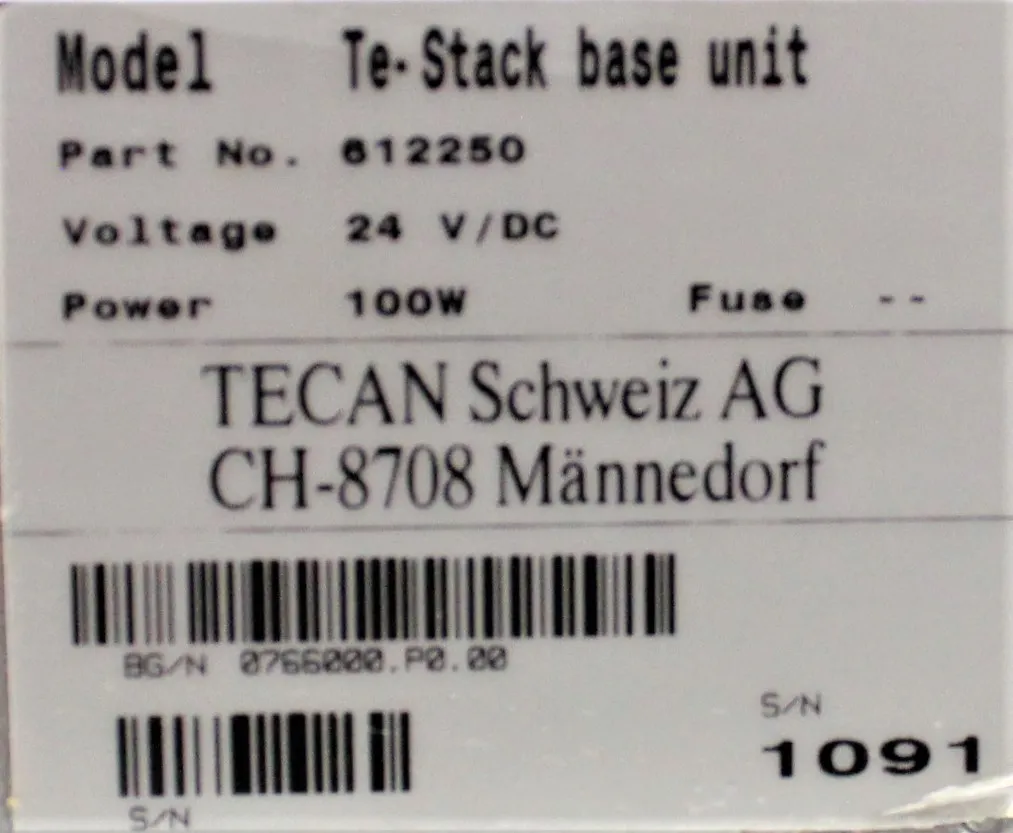 Model Te-Stack base unit
Part No. 612250
Voltage 24 V/DC
Power 100W Fuse --
TECAN Schweiz AG
CH-8708 Männedorf
BG/N 0766000.P0.00
S/N
1091
S/N